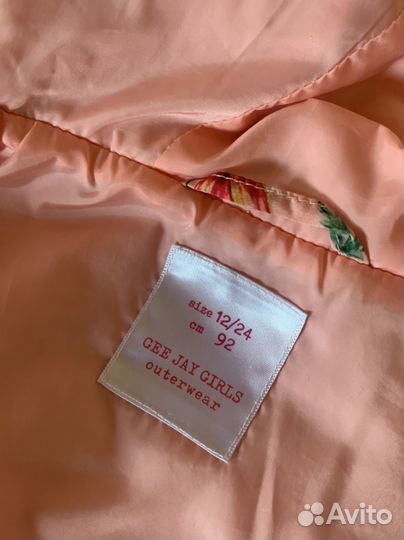 size 12/24
cm 92
GEE JAY GIRLS
outerwear
Avito